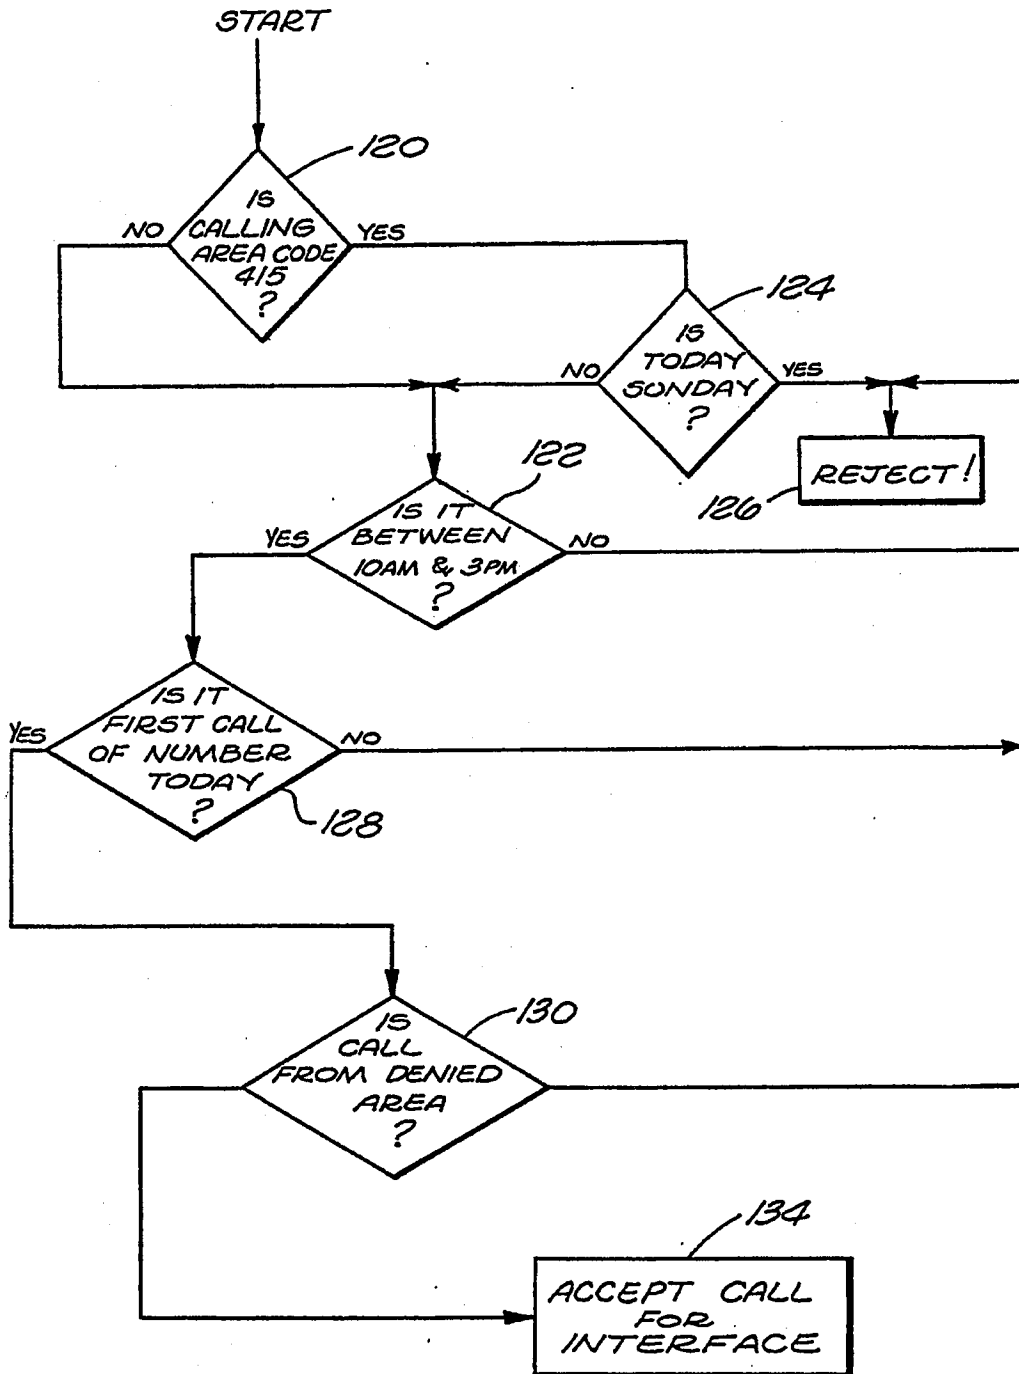 START
120
IS
CALLING
AREA CODE
415
?
NO
YES
124
IS
TODAY
SUNDAY
?
NO
YES
REJECT!
126
122
IS IT
BETWEEN
10AM & 3PM
?
YES
NO
IS IT
FIRST CALL
OF NUMBER
TODAY
?
YES
NO
128
130
IS
CALL
FROM DENIED
AREA
?
134
ACCEPT CALL
FOR
INTERFACE